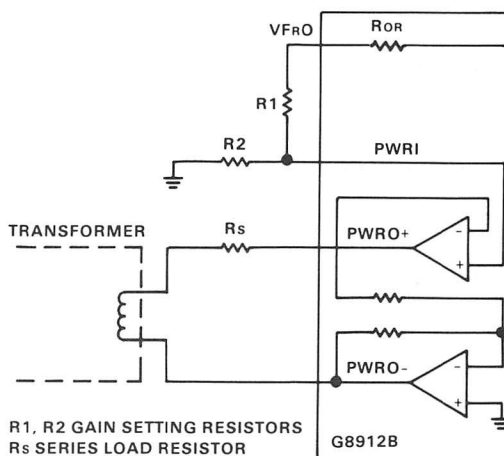 VFRO
ROR
R1
R2
PWRI
TRANSFORMER
RS
PWRO+
-
+
PWRO-
-
+
R1, R2 GAIN SETTING RESISTORS
RS SERIES LOAD RESISTOR
G8912B